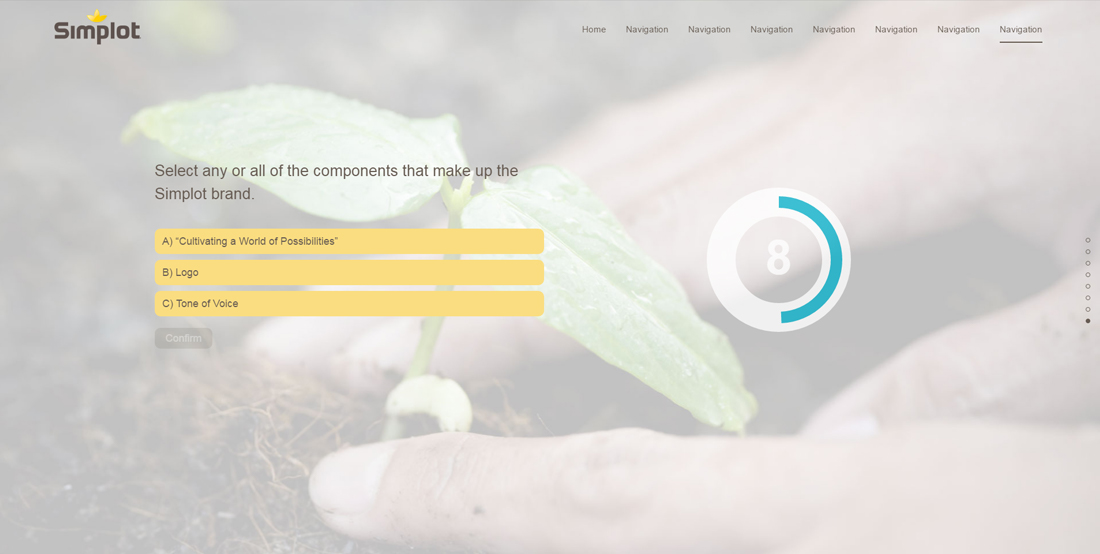 Simplot
Home Navigation Navigation Navigation Navigation Navigation Navigation Navigation
Select any or all of the components that make up the
Simplot brand.
8
A) “Cultivating a World of Possibilities”
B) Logo
C) Tone of Voice
Confirm